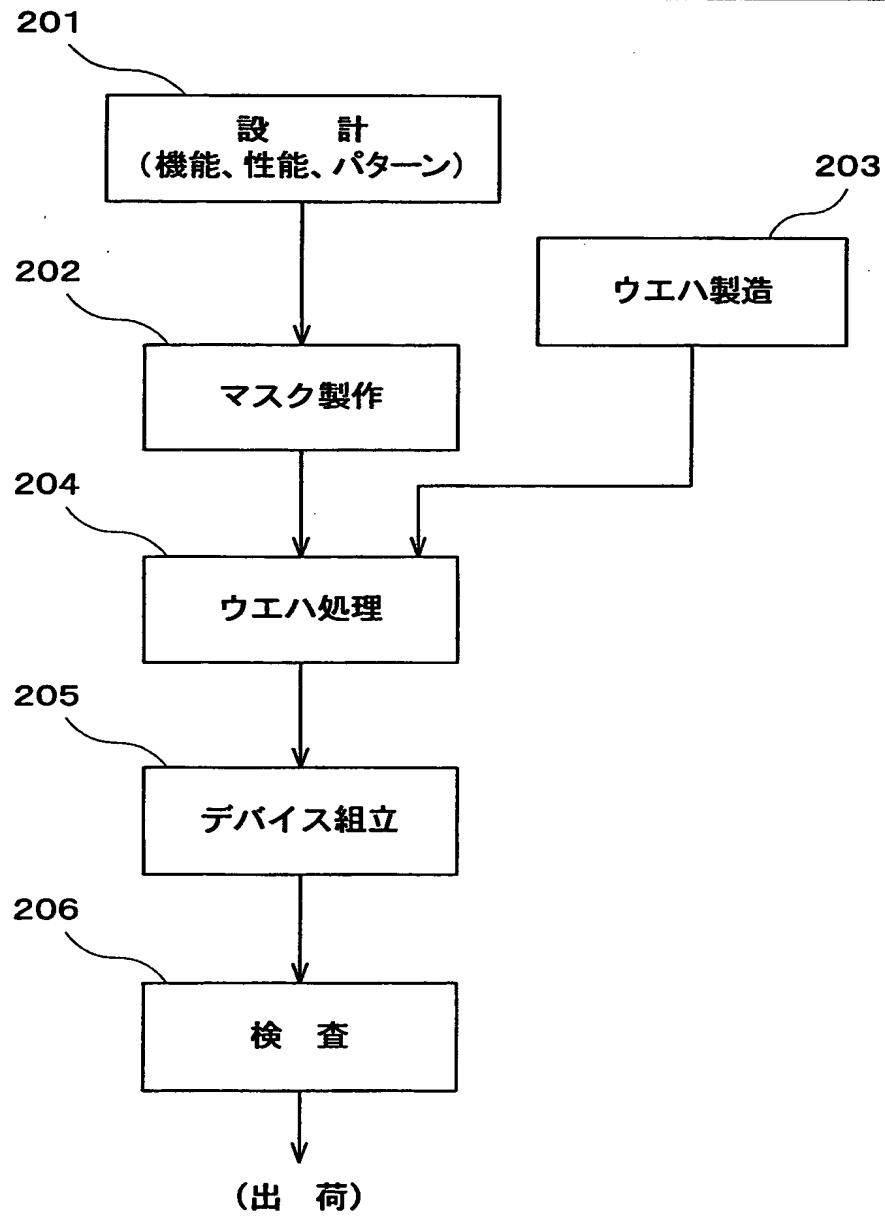 201
設　計
(機能、性能、パターン)
203
ウエハ製造
202
マスク製作
204
ウエハ処理
205
デバイス組立
206
検　査
(出　荷)